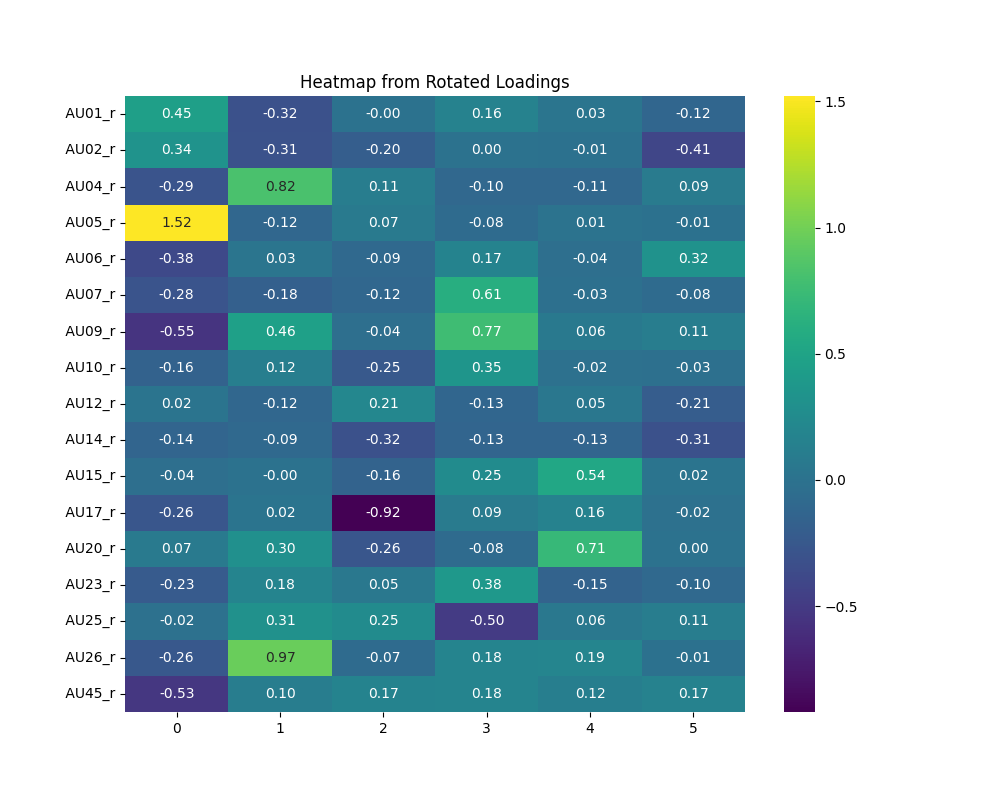 Heatmap from Rotated Loadings
AU01_r 0.45 -0.32 -0.00 0.16 0.03 -0.12
AU02_r 0.34 -0.31 -0.20 0.00 -0.01 -0.41
AU04_r -0.29 0.82 0.11 -0.10 -0.11 0.09
AU05_r 1.52 -0.12 0.07 -0.08 0.01 -0.01
AU06_r -0.38 0.03 -0.09 0.17 -0.04 0.32
AU07_r -0.28 -0.18 -0.12 0.61 -0.03 -0.08
AU09_r -0.55 0.46 -0.04 0.77 0.06 0.11
AU10_r -0.16 0.12 -0.25 0.35 -0.02 -0.03
AU12_r 0.02 -0.12 0.21 -0.13 0.05 -0.21
AU14_r -0.14 -0.09 -0.32 -0.13 -0.13 -0.31
AU15_r -0.04 -0.00 -0.16 0.25 0.54 0.02
AU17_r -0.26 0.02 -0.92 0.09 0.16 -0.02
AU20_r 0.07 0.30 -0.26 -0.08 0.71 0.00
AU23_r -0.23 0.18 0.05 0.38 -0.15 -0.10
AU25_r -0.02 0.31 0.25 -0.50 0.06 0.11
AU26_r -0.26 0.97 -0.07 0.18 0.19 -0.01
AU45_r -0.53 0.10 0.17 0.18 0.12 0.17
0 1 2 3 4 5
1.5
1.0
0.5
0.0
−0.5